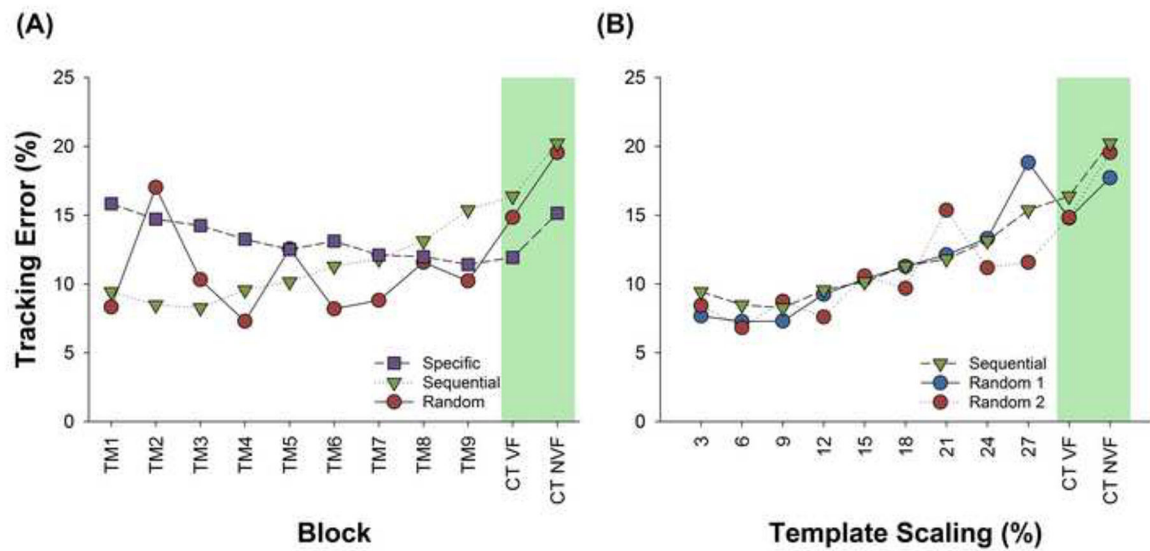 (A)
Tracking Error (%)
25
20
15
10
5
0
Specific
Sequential
Random
TM1
TM2
TM3
TM4
TM5
TM6
TM7
TM8
TM9
CT VF
CT NVF
Block
(B)
25
20
15
10
5
0
Sequential
Random 1
Random 2
3
6
9
12
15
18
21
24
27
CT VF
CT NVF
Template Scaling (%)